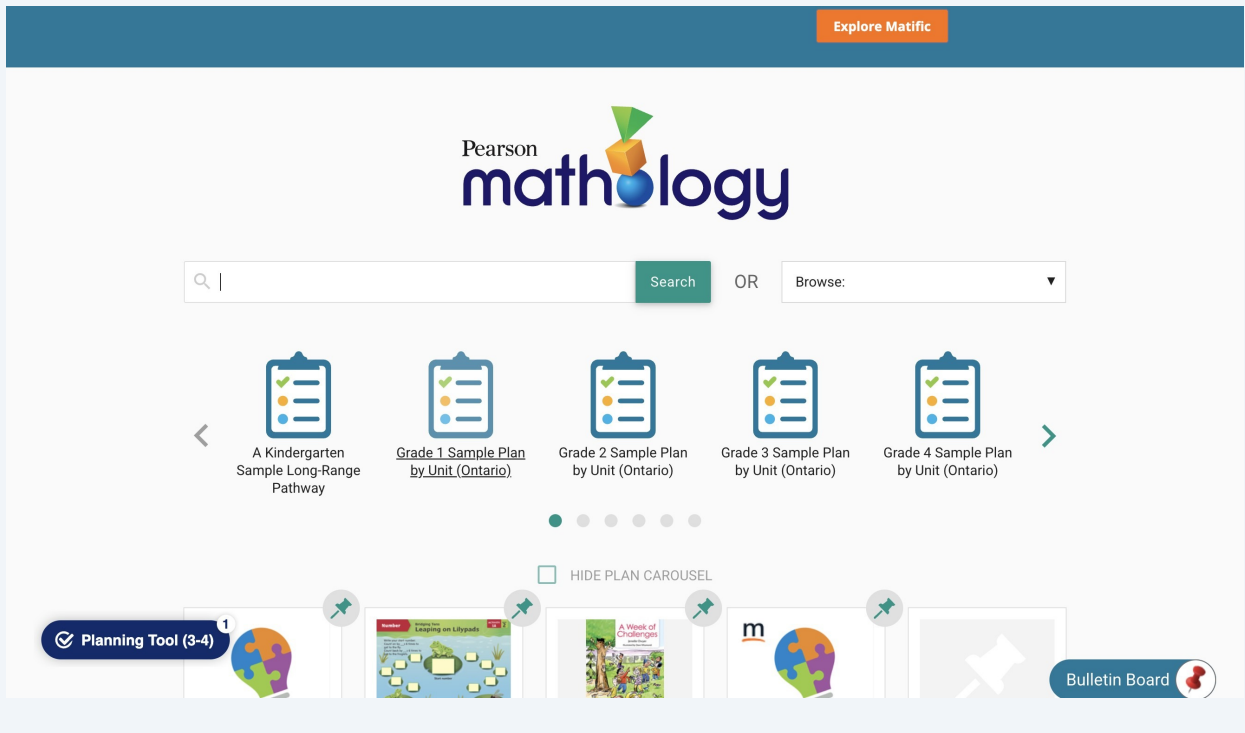 Explore Matific
Pearson
mathology
Search
OR
Browse:
A Kindergarten
Sample Long-Range
Pathway
Grade 1 Sample Plan
by Unit (Ontario)
Grade 2 Sample Plan
by Unit (Ontario)
Grade 3 Sample Plan
by Unit (Ontario)
Grade 4 Sample Plan
by Unit (Ontario)
HIDE PLAN CAROUSEL
Planning Tool (3-4)
1
Number
Leaping on Lilypads
A Week of
Challenges
m
Bulletin Board